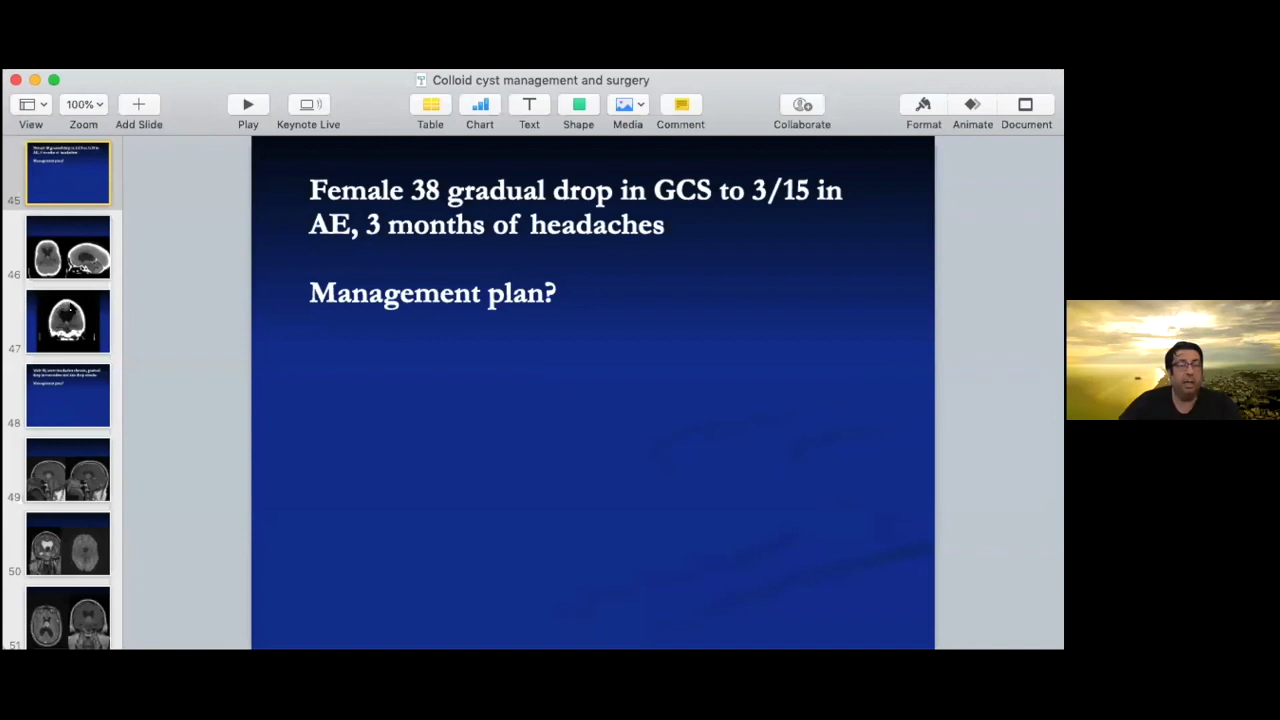 Colloid cyst management and surgery
100%
View
Zoom
Add Slide
Play
Keynote Live
Table
Chart
Text
Shape
Media
Comment
Collaborate
Format
Animate
Document
45
46
47
48
49
50
51
Female 38 gradual drop in GCS to 3/15 in
AE, 3 months of headaches
Management plan?